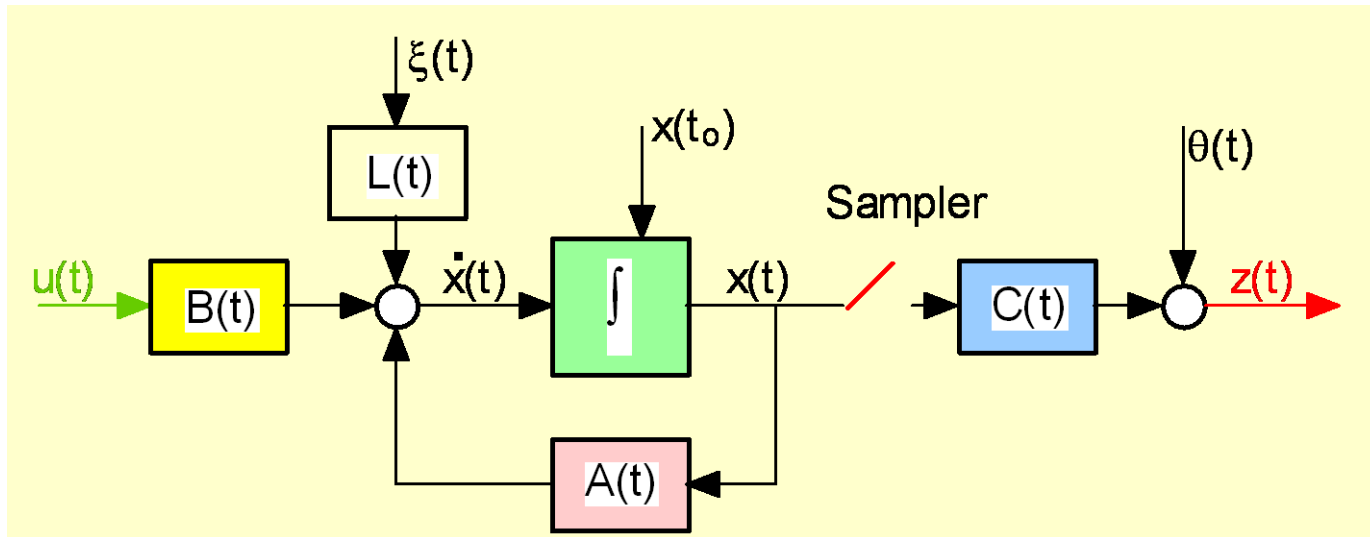 ξ(t)
x(t₀)
θ(t)
L(t)
Sampler
u(t)
B(t)
ẋ(t)
∫
x(t)
C(t)
z(t)
A(t)